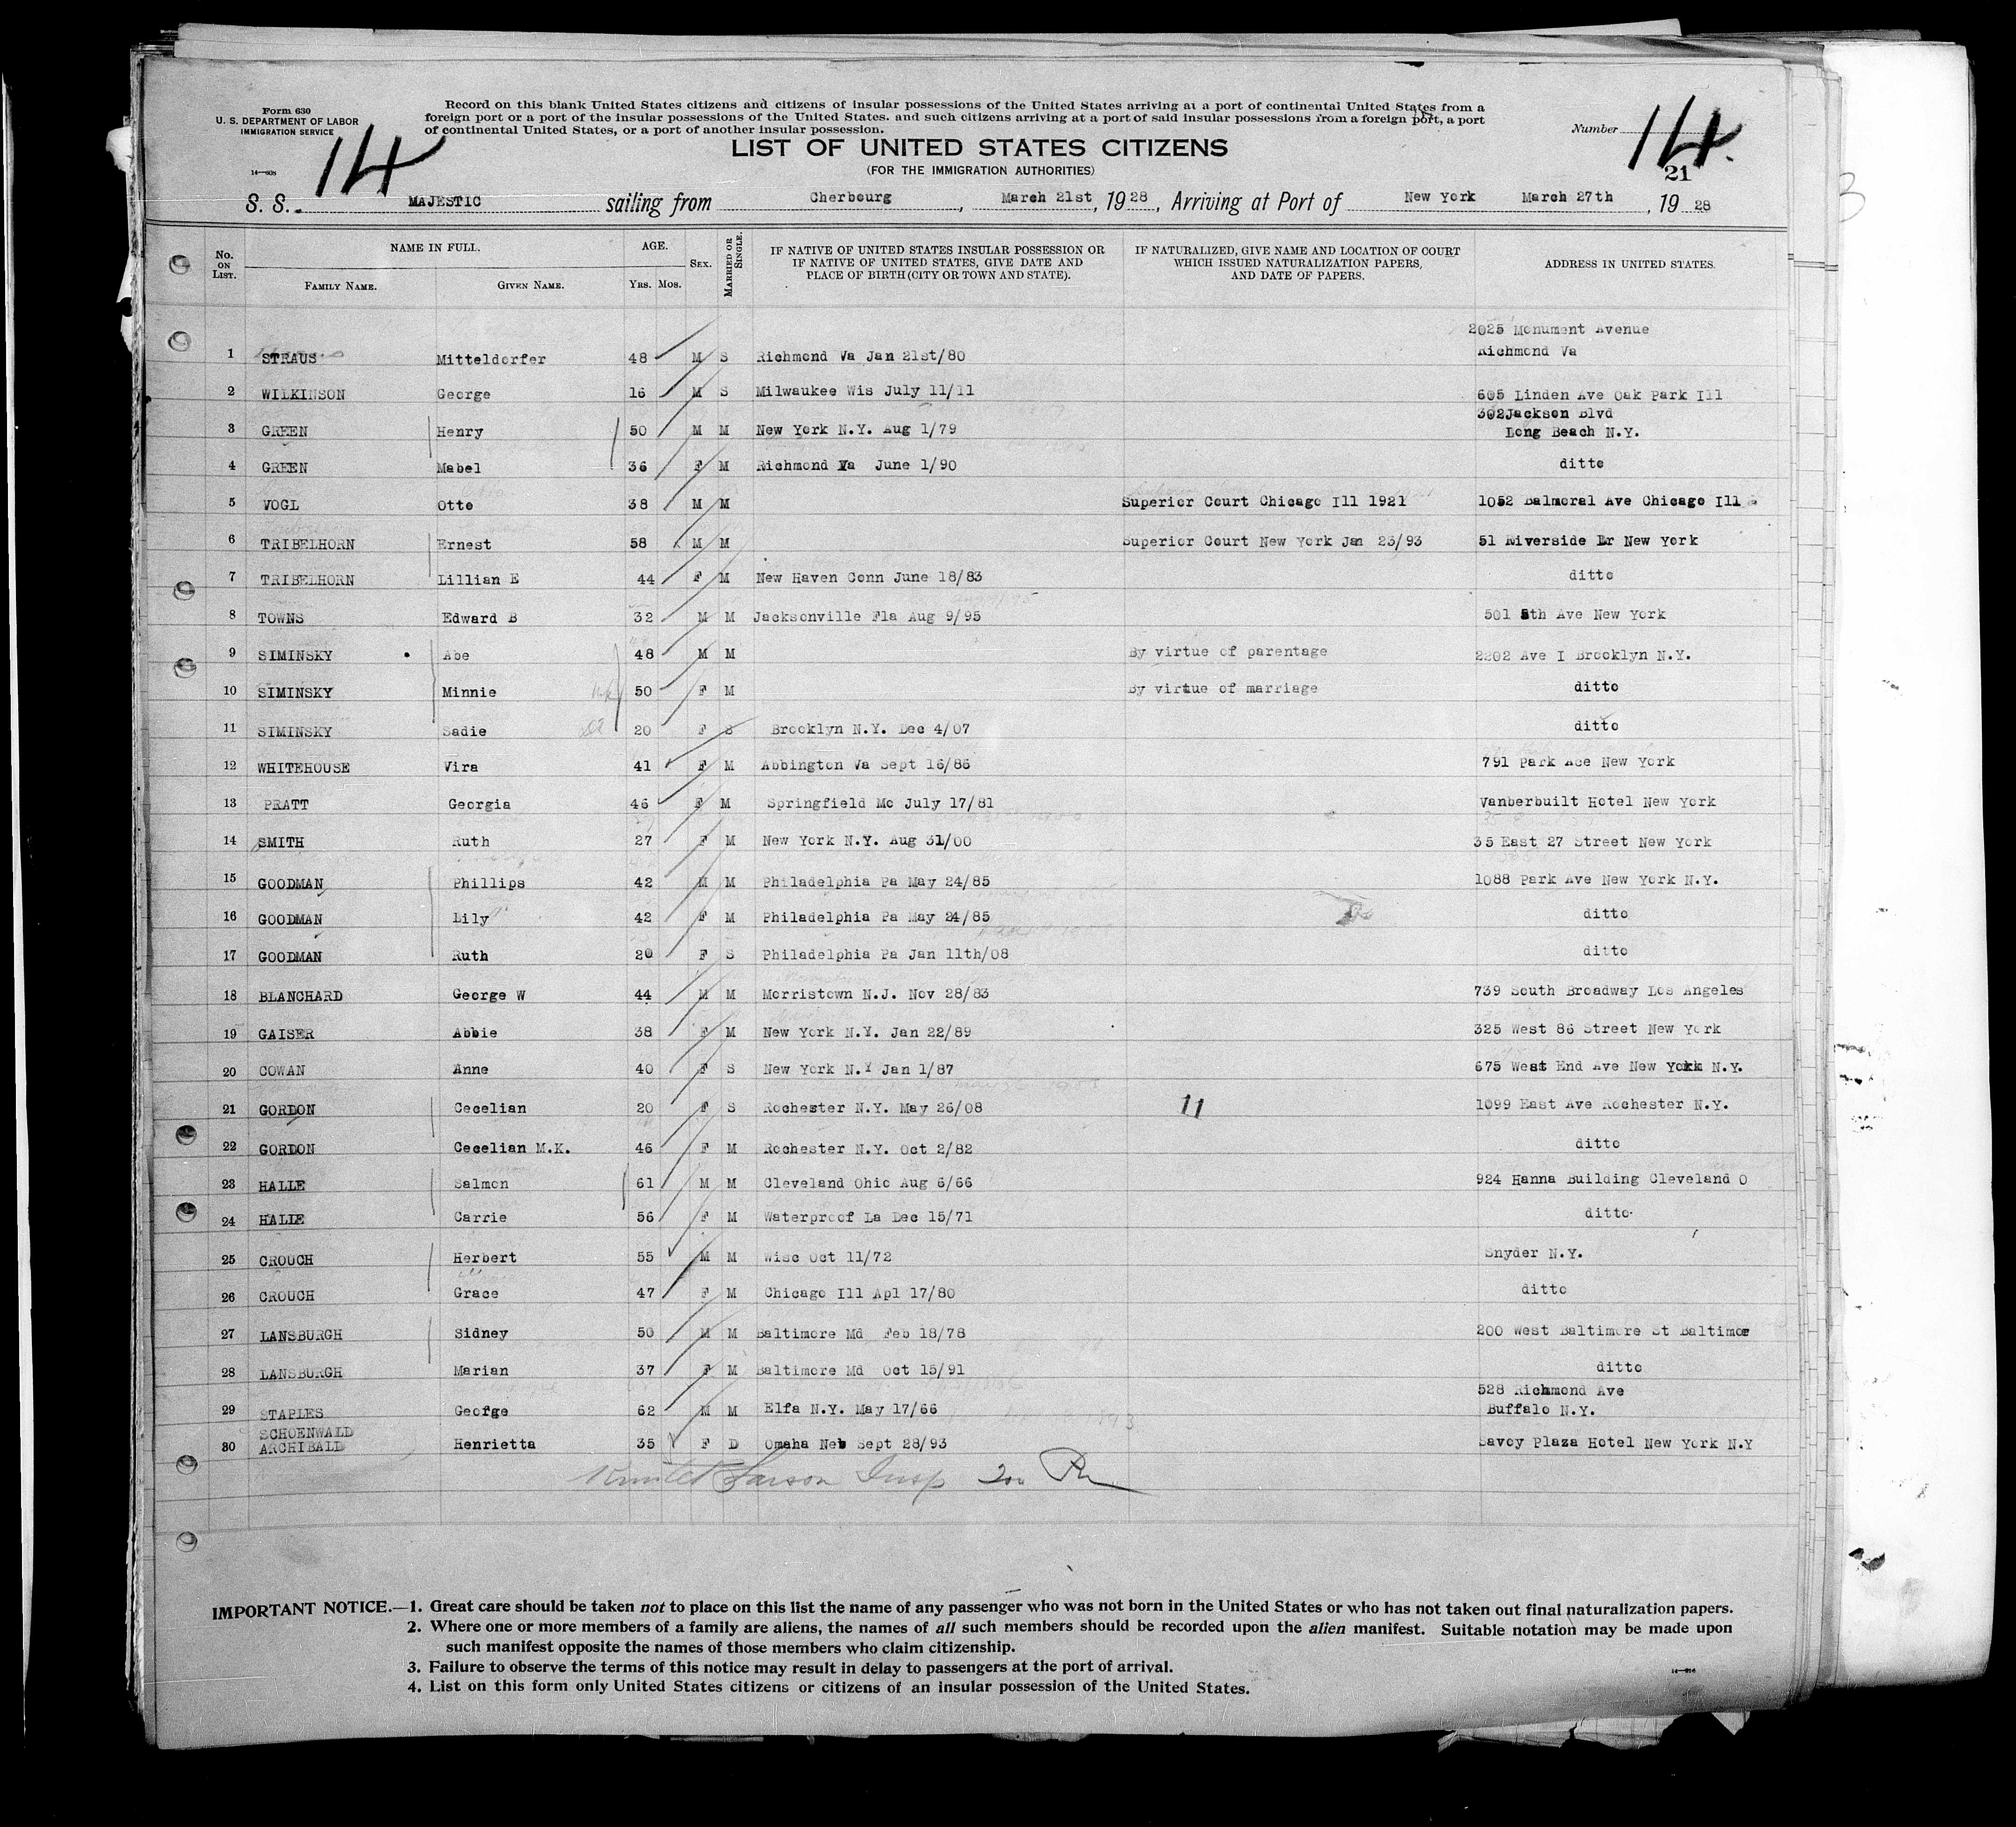 Form 630
U. S. DEPARTMENT OF LABOR
IMMIGRATION SERVICE
14—608
Record on this blank United States citizens and citizens of insular possessions of the United States arriving at a port of continental United States from a
foreign port or a port of the insular possessions of the United States. and such citizens arriving at a port of said insular possessions from a foreign port, a port
of continental United States, or a port of another insular possession.
Number
14
14.
21
LIST OF UNITED STATES CITIZENS
(FOR THE IMMIGRATION AUTHORITIES)
S. S. MAJESTIC sailing from Cherbourg, March 21st, 1928, Arriving at Port of New York March 27th, 1928
No. ON LIST. NAME IN FULL. FAMILY NAME. GIVEN NAME. AGE. YRS. MOS. SEX. MARRIED OR SINGLE. IF NATIVE OF UNITED STATES INSULAR POSSESSION OR IF NATIVE OF UNITED STATES, GIVE DATE AND PLACE OF BIRTH (CITY OR TOWN AND STATE). IF NATURALIZED, GIVE NAME AND LOCATION OF COURT WHICH ISSUED NATURALIZATION PAPERS, AND DATE OF PAPERS. ADDRESS IN UNITED STATES.
2025 Monument Avenue
1 STRAUS Mitteldorfer 48 M S Richmond Va Jan 21st/80 Richmond Va
2 WILKINSON George 16 M S Milwaukee Wis July 11/11 605 Linden Ave Oak Park Ill
302Jackson Blvd
3 GREEN Henry 50 M M New York N.Y. Aug 1/79 Long Beach N.Y.
4 GREEN Mabel 36 F M Richmond Va June 1/90 ditto
5 VOGL Otto 38 M M Superior Court Chicago Ill 1921 1052 Balmoral Ave Chicago Ill
6 TRIBELHORN Ernest 58 M M Superior Court New York Jan 23/93 51 Riverside Dr New York
7 TRIBELHORN Lillian E 44 F M New Haven Conn June 18/83 ditto
8 TOWNS Edward B 32 M M Jacksonville Fla Aug 9/95 501 5th Ave New York
9 SIMINSKY Abe 48 M M By virtue of parentage 2202 Ave I Brooklyn N.Y.
10 SIMINSKY Minnie 50 F M By virtue of marriage ditto
11 SIMINSKY Sadie 20 F S Brooklyn N.Y. Dec 4/07 ditto
12 WHITEHOUSE Vira 41 F M Abbington Va Sept 16/86 791 Park Ace New York
13 PRATT Georgia 46 F M Springfield Mo July 17/81 Vanberbuilt Hotel New York
14 SMITH Ruth 27 F M New York N.Y. Aug 31/00 35 East 27 Street New York
15 GOODMAN Phillips 42 M M Philadelphia Pa May 24/85 1088 Park Ave New York N.Y.
16 GOODMAN Lily 42 F M Philadelphia Pa May 24/85 ditto
17 GOODMAN Ruth 20 F S Philadelphia Pa Jan 11th/08 ditto
18 BLANCHARD George W 44 M M Morristown N.J. Nov 28/83 739 South Broadway Los Angeles
19 GAISER Abbie 38 F M New York N.Y. Jan 22/89 325 West 86 Street New York
20 COWAN Anne 40 F S New York N.Y Jan 1/87 675 West End Ave New York N.Y.
21 GORDON Cecelian 20 F S Rochester N.Y. May 26/08 11 1099 East Ave Rochester N.Y.
22 GORDON Cecelian M.K. 46 F M Rochester N.Y. Oct 2/82 ditto
23 HALLE Salmon 61 M M Cleveland Ohio Aug 6/66 924 Hanna Building Cleveland O
24 HALLE Carrie 56 F M Waterproof La Dec 15/71 ditto
25 CROUCH Herbert 55 M M Wisc Oct 11/72 Snyder N.Y.
26 CROUCH Grace 47 F M Chicago Ill Apl 17/80 ditto
27 LANSBURGH Sidney 50 M M Baltimore Md Feb 18/78 200 West Baltimore St Baltimoe
28 LANSBURGH Marian 37 F M Baltimore Md Oct 15/91 ditto
528 Richmond Ave
29 STAPLES George 62 M M Elfa N.Y. May 17/66 Buffalo N.Y.
SCHOENWALD
30 ARCHIBALD Henrietta 35 F D Omaha Neb Sept 28/93 Savoy Plaza Hotel New York N.Y
Larson Insp
IMPORTANT NOTICE.—1. Great care should be taken not to place on this list the name of any passenger who was not born in the United States or who has not taken out final naturalization papers.
2. Where one or more members of a family are aliens, the names of all such members should be recorded upon the alien manifest. Suitable notation may be made upon
such manifest opposite the names of those members who claim citizenship.
3. Failure to observe the terms of this notice may result in delay to passengers at the port of arrival.
4. List on this form only United States citizens or citizens of an insular possession of the United States.